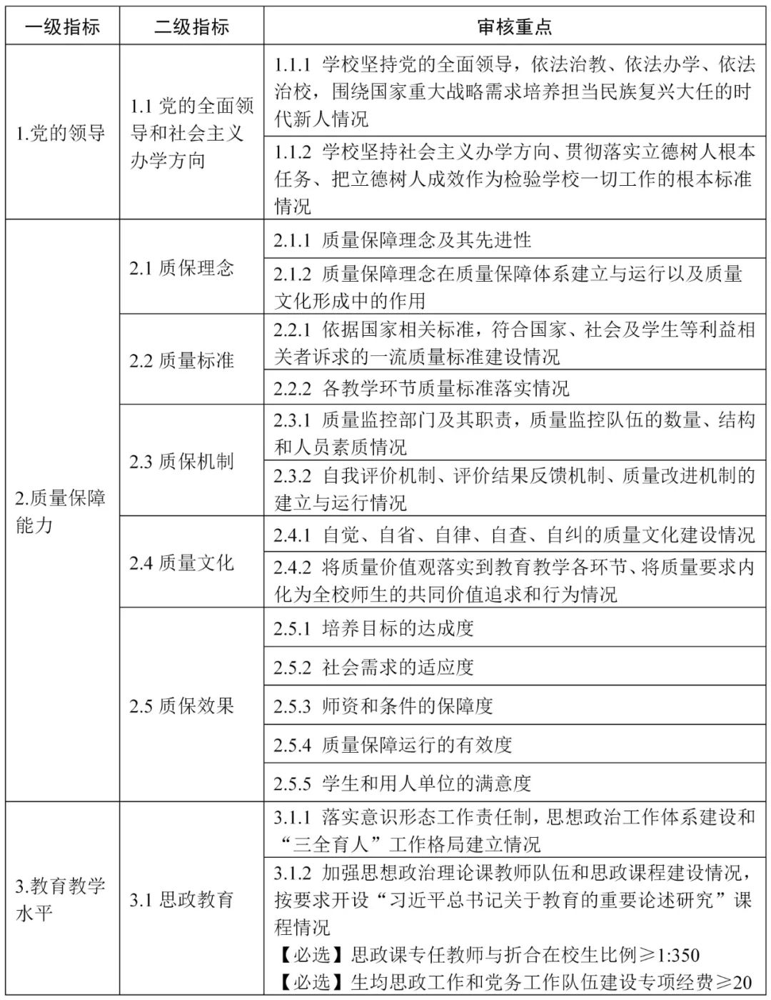 一级指标
二级指标
审核重点
1.党的领导
1.1 党的全面领
导和社会主义
办学方向
1.1.1 学校坚持党的全面领导，依法治教、依法办学、依法
治校，围绕国家重大战略需求培养担当民族复兴大任的时
代新人情况
1.1.2 学校坚持社会主义办学方向、贯彻落实立德树人根本
任务、把立德树人成效作为检验学校一切工作的根本标准
情况
2.质量保障
能力
2.1 质保理念
2.1.1 质量保障理念及其先进性
2.1.2 质量保障理念在质量保障体系建立与运行以及质量
文化形成中的作用
2.2 质量标准
2.2.1 依据国家相关标准，符合国家、社会及学生等利益相
关者诉求的一流质量标准建设情况
2.2.2 各教学环节质量标准落实情况
2.3 质保机制
2.3.1 质量监控部门及其职责，质量监控队伍的数量、结构
和人员素质情况
2.3.2 自我评价机制、评价结果反馈机制、质量改进机制的
建立与运行情况
2.4 质量文化
2.4.1 自觉、自省、自律、自查、自纠的质量文化建设情况
2.4.2 将质量价值观落实到教育教学各环节、将质量要求内
化为全校师生的共同价值追求和行为情况
2.5 质保效果
2.5.1 培养目标的达成度
2.5.2 社会需求的适应度
2.5.3 师资和条件的保障度
2.5.4 质量保障运行的有效度
2.5.5 学生和用人单位的满意度
3.教育教学
水平
3.1 思政教育
3.1.1 落实意识形态工作责任制，思想政治工作体系建设和
“三全育人”工作格局建立情况
3.1.2 加强思想政治理论课教师队伍和思政课程建设情况，
按要求开设“习近平总书记关于教育的重要论述研究”课
程情况
【必选】思政课专任教师与折合在校生比例≥1:350
【必选】生均思政工作和党务工作队伍建设专项经费≥20